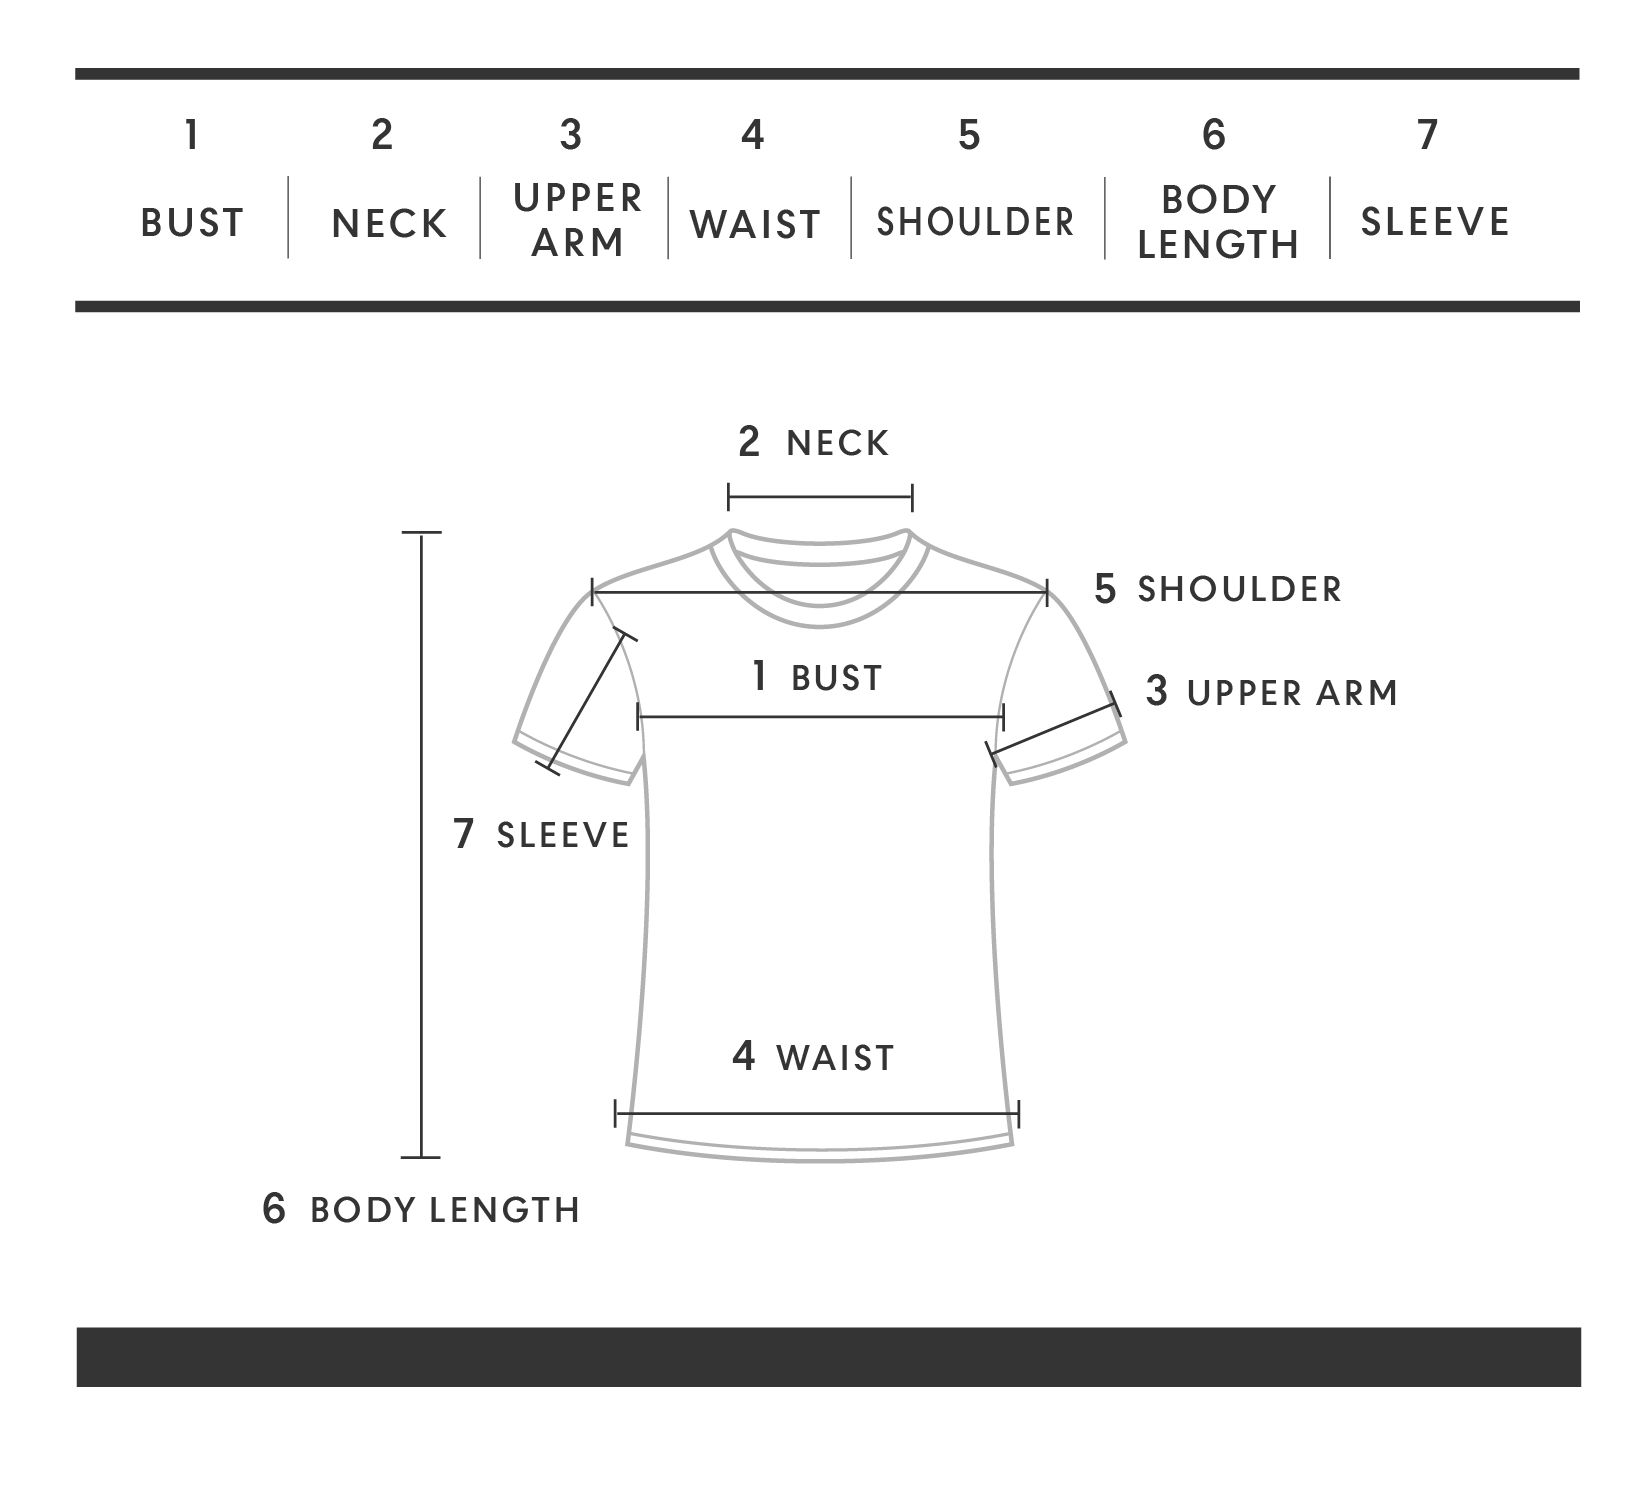 1 2 3 4 5 6 7
BUST NECK UPPER ARM WAIST SHOULDER BODY LENGTH SLEEVE
2 NECK
5 SHOULDER
1 BUST
3 UPPER ARM
7 SLEEVE
4 WAIST
6 BODY LENGTH